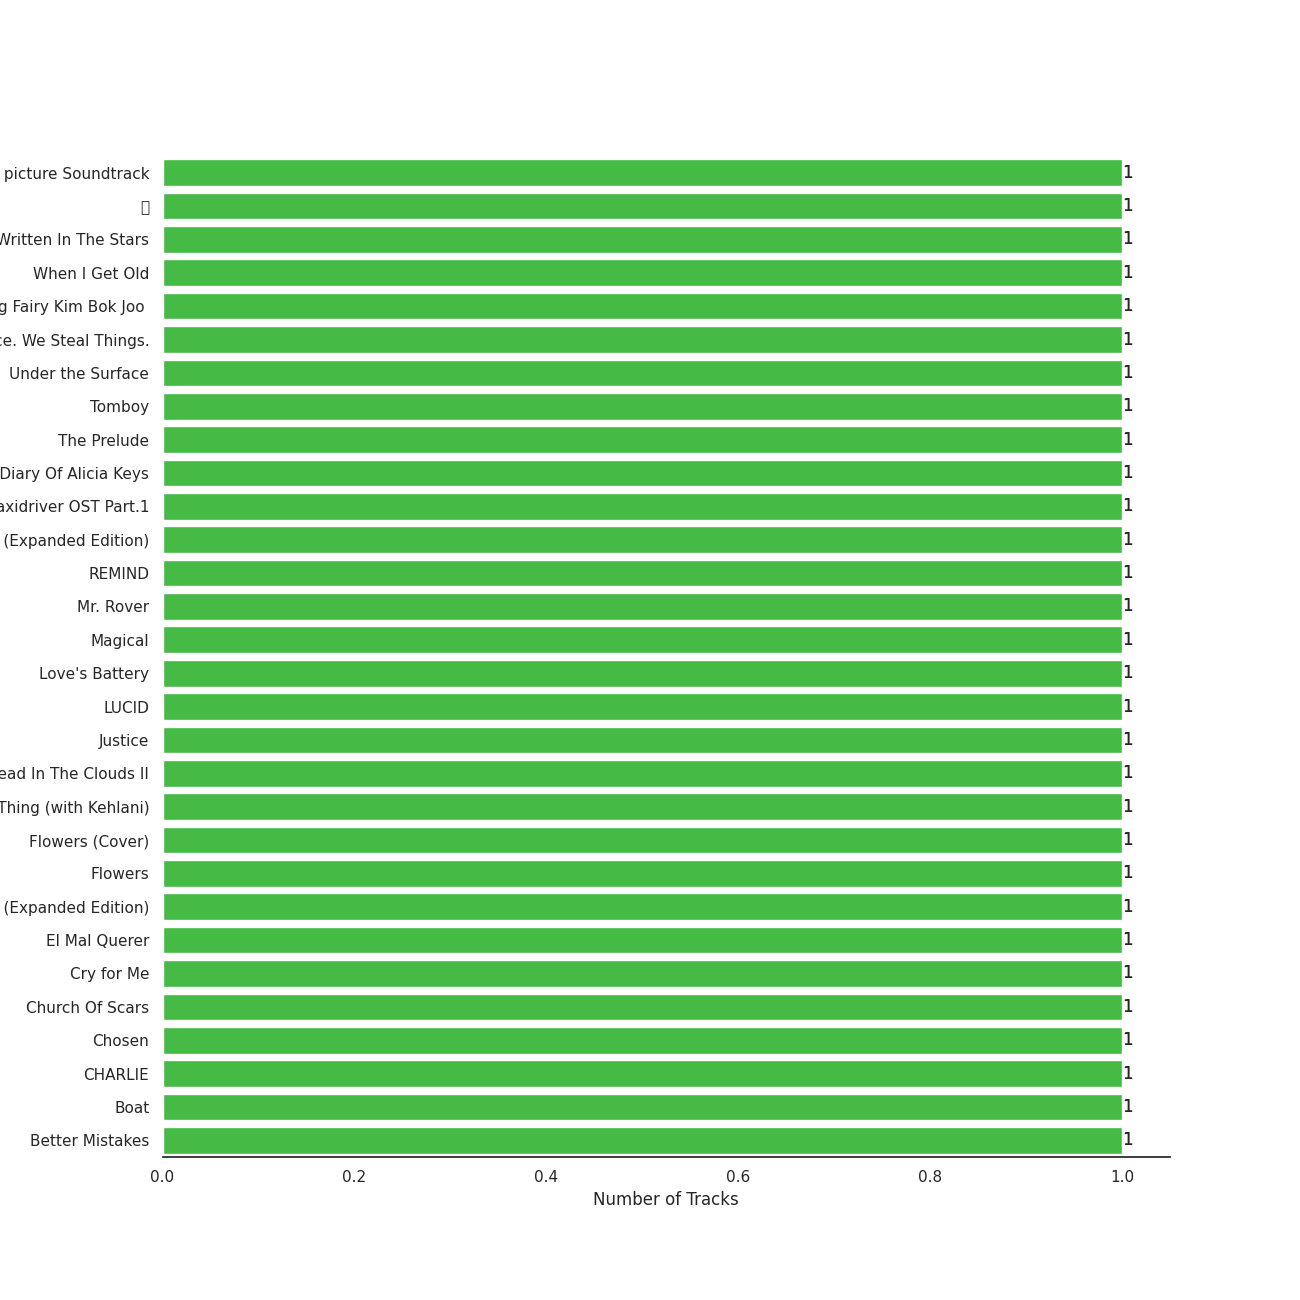 picture Soundtrack 1
1
Written In The Stars 1
When I Get Old 1
Fairy Kim Bok Joo 1
We Steal Things. 1
Under the Surface 1
Tomboy 1
The Prelude 1
Diary Of Alicia Keys 1
axidriver OST Part.1 1
(Expanded Edition) 1
REMIND 1
Mr. Rover 1
Magical 1
Love's Battery 1
LUCID 1
Justice 1
ead In The Clouds II 1
Thing (with Kehlani) 1
Flowers (Cover) 1
Flowers 1
(Expanded Edition) 1
El Mal Querer 1
Cry for Me 1
Church Of Scars 1
Chosen 1
CHARLIE 1
Boat 1
Better Mistakes 1
0.0 0.2 0.4 0.6 0.8 1.0
Number of Tracks